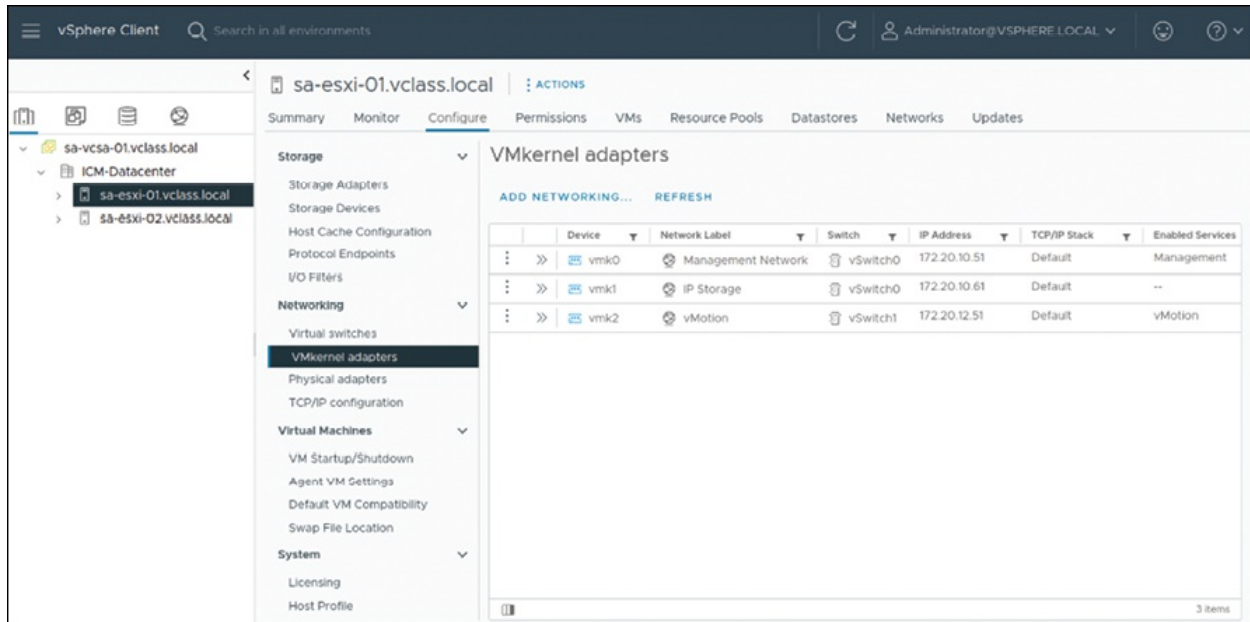 vSphere Client Search in all environments Administrator@VSPHERE.LOCAL
sa-vcsa-01.vclass.local
ICM-Datacenter
sa-esxi-01.vclass.local
sa-esxi-02.vclass.local
sa-esxi-01.vclass.local ACTIONS
Summary Monitor Configure Permissions VMs Resource Pools Datastores Networks Updates
Storage
Storage Adapters
Storage Devices
Host Cache Configuration
Protocol Endpoints
I/O Filters
Networking
Virtual switches
VMkernel adapters
Physical adapters
TCP/IP configuration
Virtual Machines
VM Startup/Shutdown
Agent VM Settings
Default VM Compatibility
Swap File Location
System
Licensing
Host Profile
VMkernel adapters
ADD NETWORKING... REFRESH
Device Network Label Switch IP Address TCP/IP Stack Enabled Services
vmk0 Management Network vSwitch0 172.20.10.51 Default Management
vmk1 IP Storage vSwitch0 172.20.10.61 Default --
vmk2 vMotion vSwitch1 172.20.12.51 Default vMotion
3 items